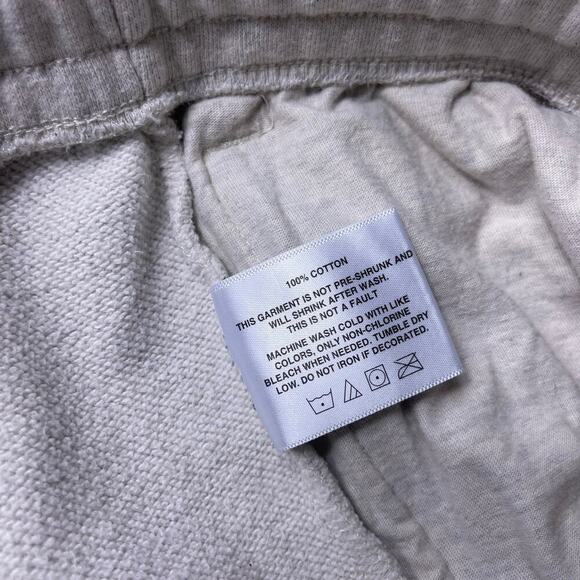 100% COTTON
THIS GARMENT IS NOT PRE-SHRUNK AND
WILL SHRINK AFTER WASH.
THIS IS NOT A FAULT
MACHINE WASH COLD WITH LIKE
COLORS, ONLY NON-CHLORINE
BLEACH WHEN NEEDED. TUMBLE DRY
LOW. DO NOT IRON IF DECORATED.